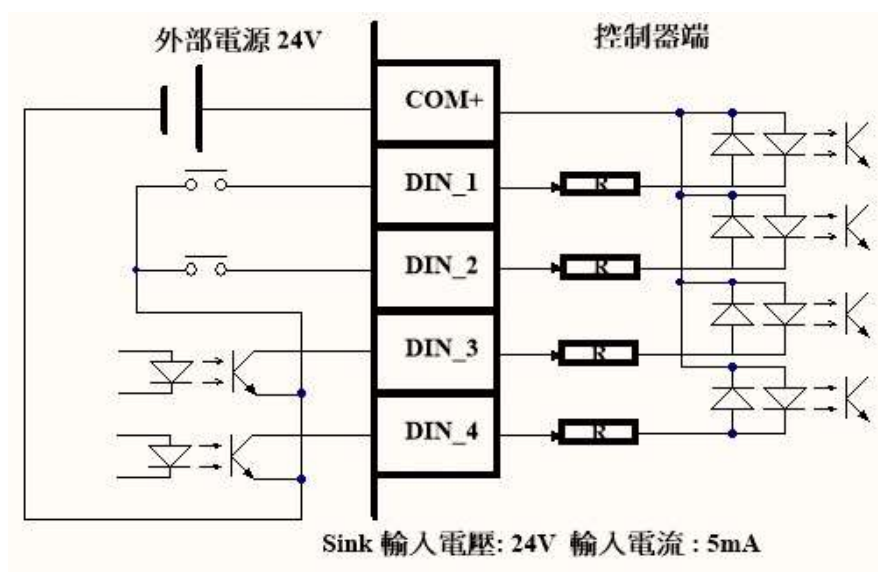 外部電源 24V
控制器端
COM+
DIN_1
R
DIN_2
R
DIN_3
R
DIN_4
R
Sink 輸入電壓: 24V 輸入電流 : 5mA